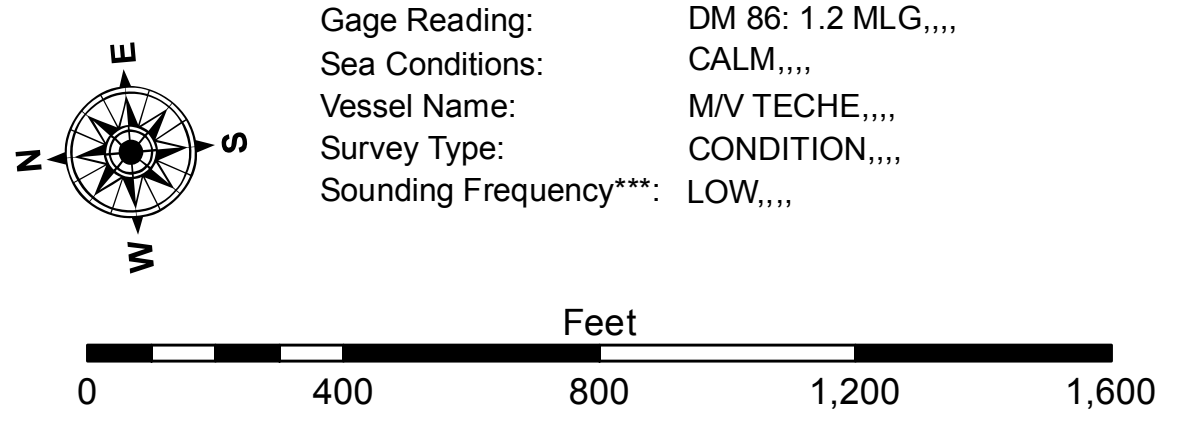 E
N
S
W
Gage Reading: DM 86: 1.2 MLG,,,,
Sea Conditions: CALM,,,,
Vessel Name: M/V TECHE,,,,
Survey Type: CONDITION,,,,
Sounding Frequency***: LOW,,,,
Feet
0 400 800 1,200 1,600